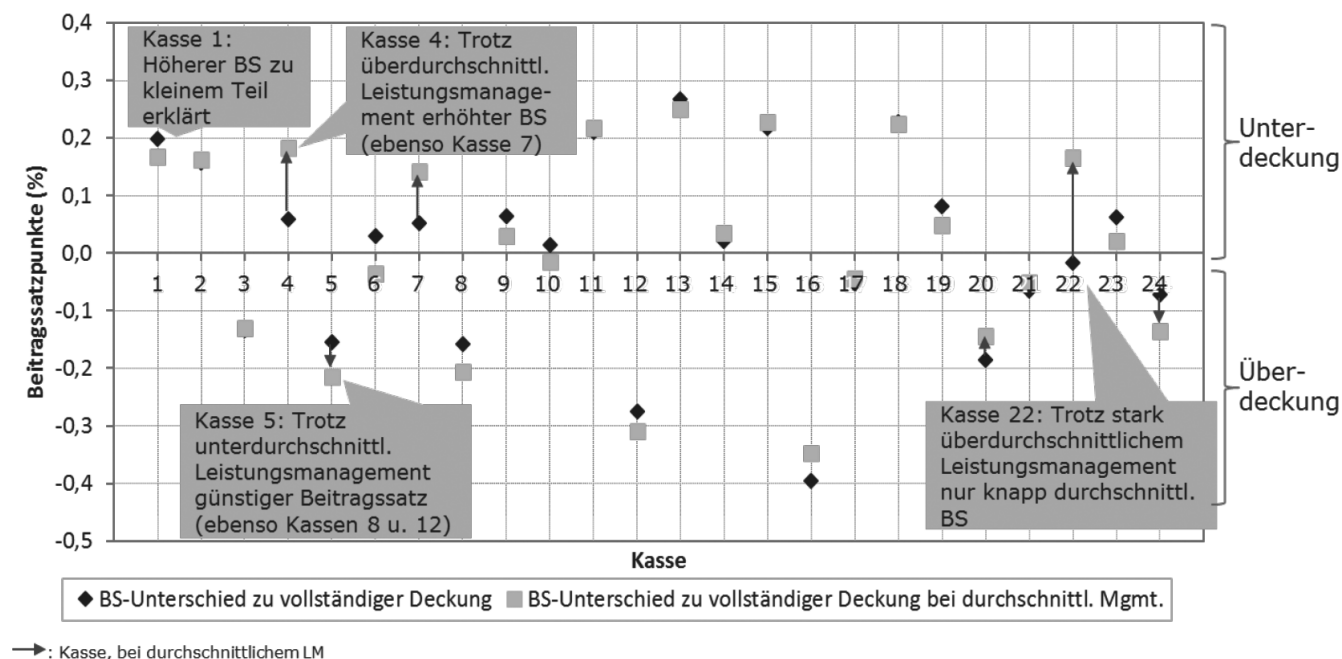 0,4
0,3
0,2
0,1
0,0
-0,1
-0,2
-0,3
-0,4
-0,5
Beitragssatzpunkte (%)
Kasse 1:
Höherer BS zu
kleinem Teil
erklärt
Kasse 4: Trotz
überdurchschnittl.
Leistungsmanage-
ment erhöhter BS
(ebenso Kasse 7)
Unter-
deckung
1 2 3 4 5 6 7 8 9 10 11 12 13 14 15 16 17 18 19 20 21 22 23 24
Über-
deckung
Kasse 5: Trotz
unterdurchschnittl.
Leistungsmanagement
günstiger Beitragssatz
(ebenso Kassen 8 u. 12)
Kasse 22: Trotz stark
überdurchschnittlichem
Leistungsmanagement
nur knapp durchschnittl.
BS
Kasse
BS-Unterschied zu vollständiger Deckung BS-Unterschied zu vollständiger Deckung bei durchschnittl. Mgmt.
: Kasse, bei durchschnittlichem LM